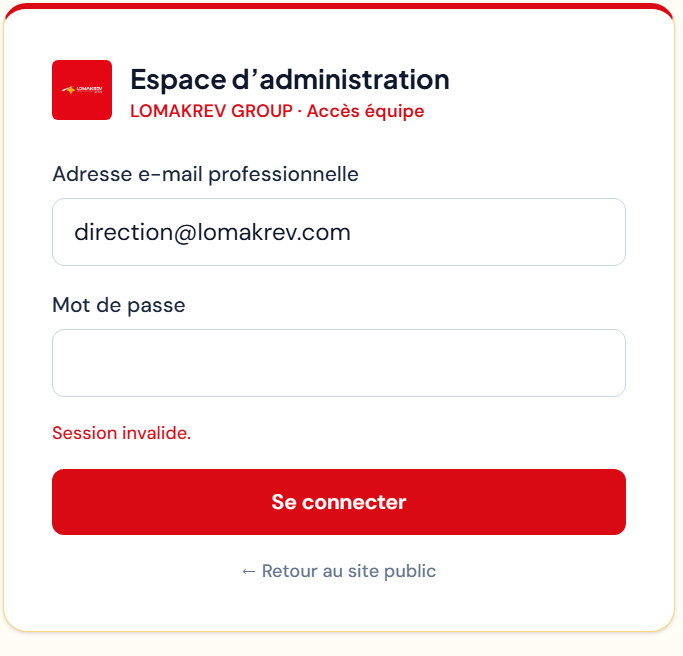 LOMAKREV
Espace d’administration
LOMAKREV GROUP · Accès équipe
Adresse e-mail professionnelle
direction@lomakrev.com
Mot de passe
Session invalide.
Se connecter
← Retour au site public